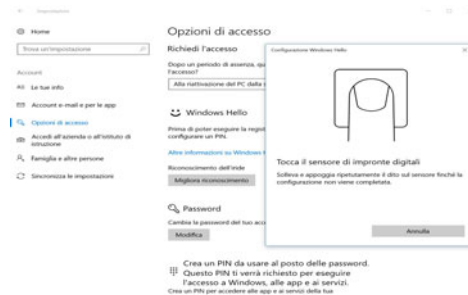 Impostazioni
Home
Trova un'impostazione
Account
Le tue info
Account e-mail e per le app
Opzioni di accesso
Accedi all'azienda o all'istituto di
istruzione
Famiglia e altre persone
Sincronizza le impostazioni
Opzioni di accesso
Richiedi l'accesso
Dopo un periodo di assenza, qu
l'accesso?
Alla riattivazione del PC dalla s
Windows Hello
Prima di poter eseguire la regist
configurare un PIN.
Altre informazioni su Windows H
Riconoscimento dell'iride
Migliora riconoscimento
Password
Cambia la password del tuo acco
Modifica
Crea un PIN da usare al posto delle password.
Questo PIN ti verrà richiesto per eseguire
l'accesso a Windows, alle app e ai servizi.
Crea un PIN per accedere alle app e ai servizi della tua
Configurazione Windows Hello
Tocca il sensore di impronte digitali
Solleva e appoggia ripetutamente il dito sul sensore finché la
configurazione non viene completata.
Annulla